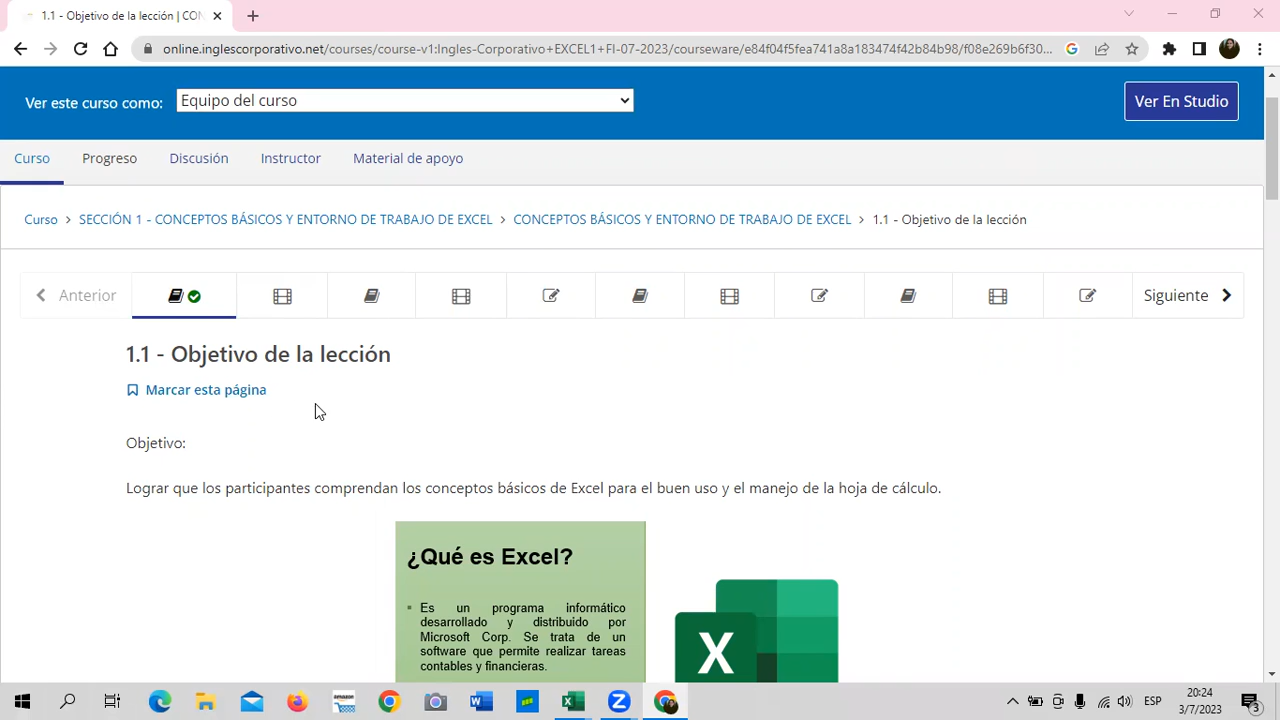 1.1 - Objetivo de la lección | CON
online.inglescorporativo.net/courses/course-v1:Ingles-Corporativo+EXCEL1+FI-07-2023/courseware/e84f04f5fea741a8a183474f42b84b98/f08e269b6f30...
Ver este curso como: Equipo del curso
Ver En Studio
Curso Progreso Discusión Instructor Material de apoyo
Curso > SECCIÓN 1 - CONCEPTOS BÁSICOS Y ENTORNO DE TRABAJO DE EXCEL > CONCEPTOS BÁSICOS Y ENTORNO DE TRABAJO DE EXCEL > 1.1 - Objetivo de la lección
Anterior Siguiente
1.1 - Objetivo de la lección
Marcar esta página
Objetivo:
Lograr que los participantes comprendan los conceptos básicos de Excel para el buen uso y el manejo de la hoja de cálculo.
¿Qué es Excel?
Es un programa informático
desarrollado y distribuido por
Microsoft Corp. Se trata de un
software que permite realizar tareas
contables y financieras.
X
ESP
20:24
3/7/2023
3